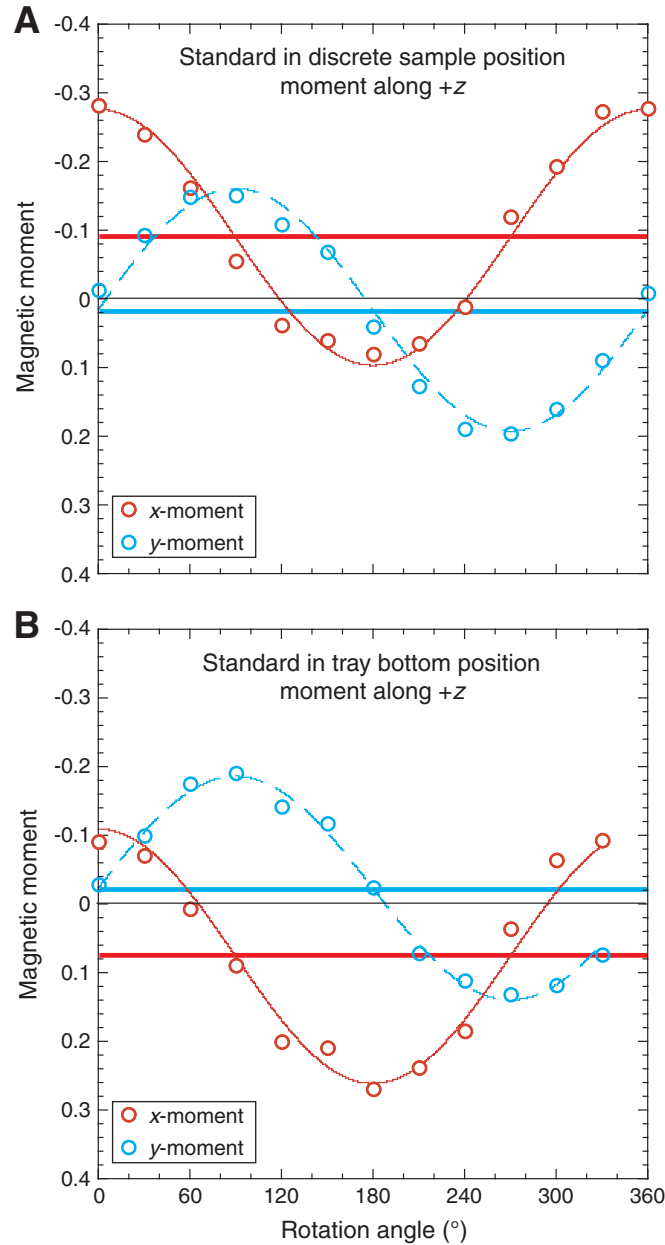 A
Standard in discrete sample position
moment along +z
-0.4
-0.3
-0.2
-0.1
0
0.1
0.2
0.3
0.4
Magnetic moment
x-moment
y-moment
B
Standard in tray bottom position
moment along +z
-0.4
-0.3
-0.2
-0.1
0
0.1
0.2
0.3
0.4
Magnetic moment
x-moment
y-moment
0 60 120 180 240 300 360
Rotation angle (°)